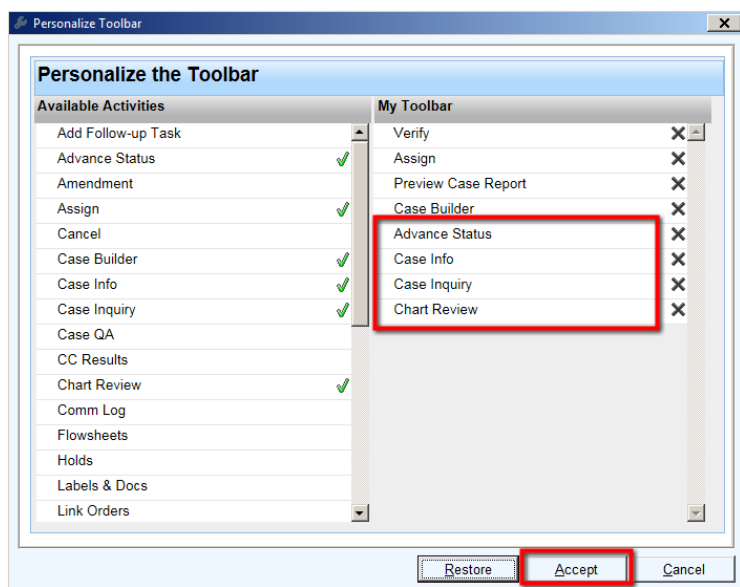 Personalize Toolbar
Personalize the Toolbar
Available Activities
Add Follow-up Task
Advance Status
Amendment
Assign
Cancel
Case Builder
Case Info
Case Inquiry
Case QA
CC Results
Chart Review
Comm Log
Flowsheets
Holds
Labels & Docs
Link Orders
My Toolbar
Verify
Assign
Preview Case Report
Case Builder
Advance Status
Case Info
Case Inquiry
Chart Review
Restore
Accept
Cancel